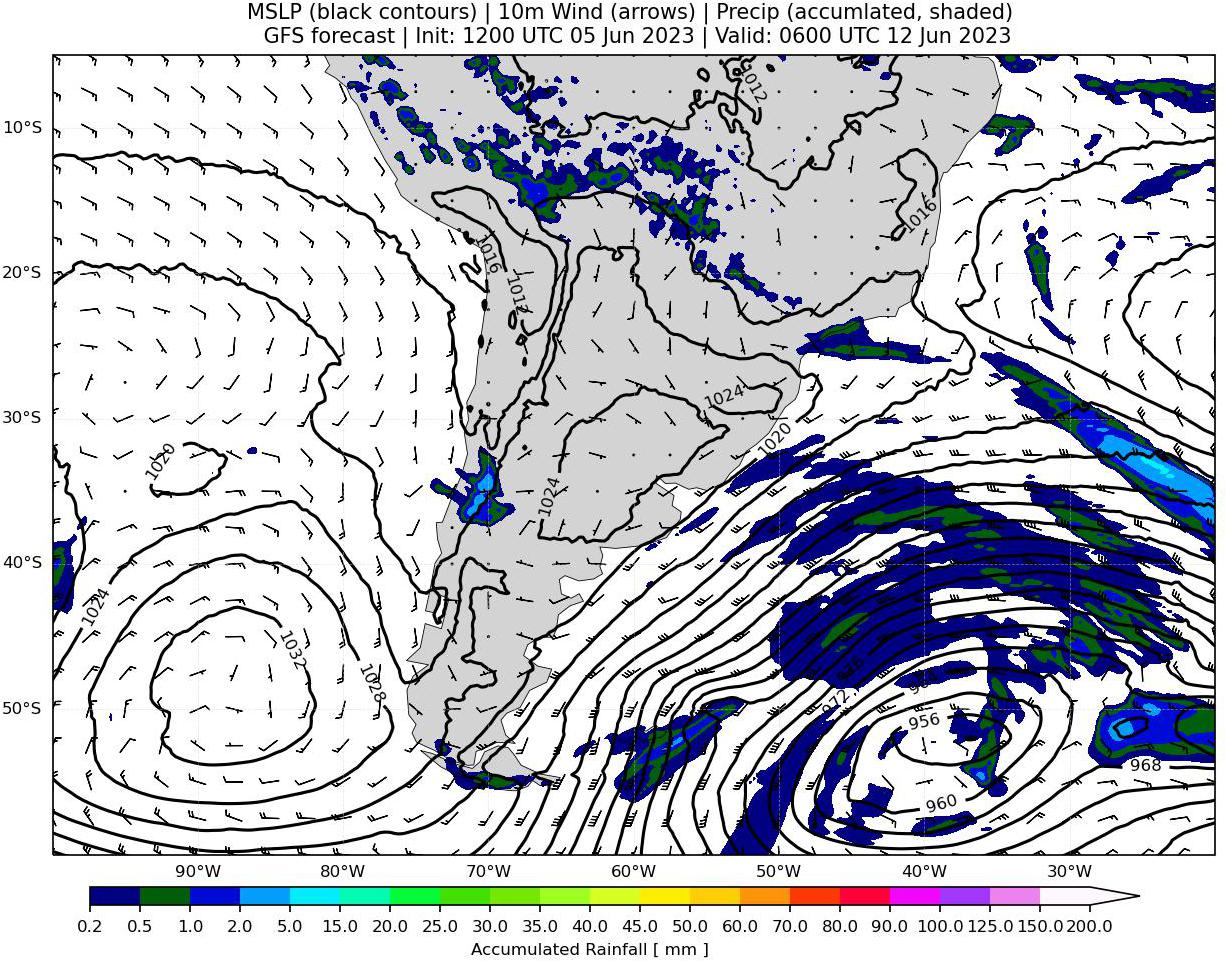 MSLP (black contours) | 10m Wind (arrows) | Precip (accumlated, shaded)
GFS forecast | Init: 1200 UTC 05 Jun 2023 | Valid: 0600 UTC 12 Jun 2023
1012
10°S
1016
1016
1012
20°S
1024
30°S
1020
1020
1024
40°S
1024
1032
1028
972
50°S
956
968
960
90°W 80°W 70°W 60°W 50°W 40°W 30°W
0.2 0.5 1.0 2.0 5.0 10.0 15.0 20.0 25.0 30.0 35.0 40.0 45.0 50.0 60.0 70.0 80.0 90.0 100.0 125.0 150.0 200.0
Accumulated Rainfall [ mm ]